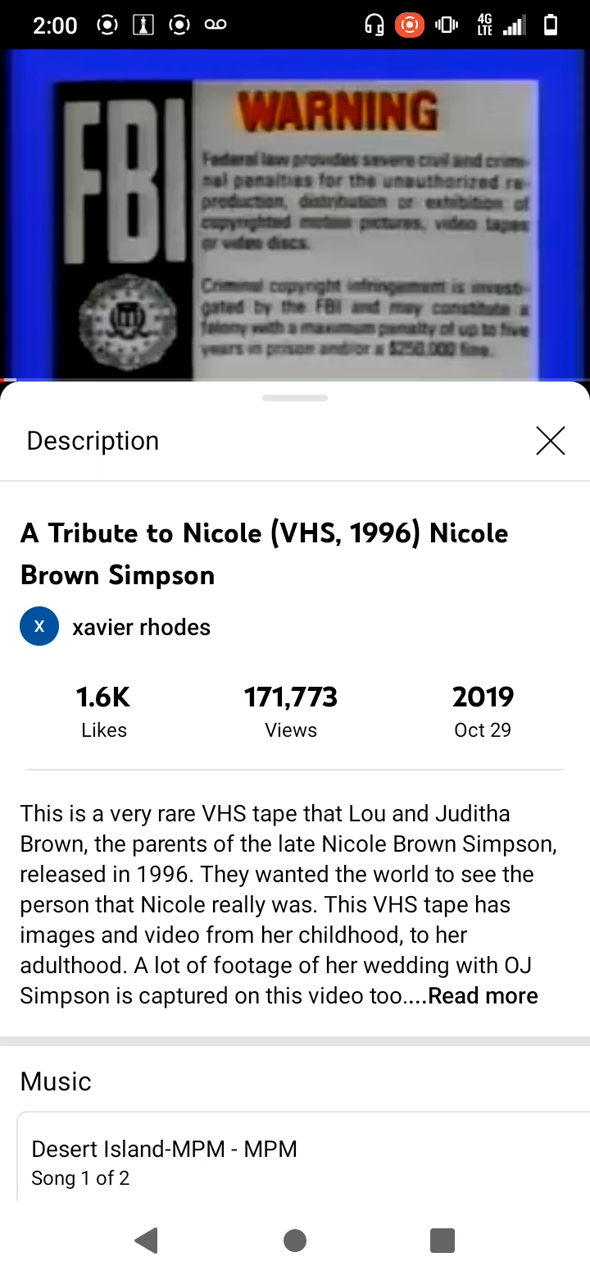 2:00
4G
LTE
FBI
WARNING
Federal law provides severe civil and crimi-
nal penalties for the unauthorized re-
production, distribution or exhibition of
copyrighted motion pictures, video tapes
or video discs.
Criminal copyright infringement is investi-
gated by the FBI and may constitute a
felony with a maximum penalty of up to five
years in prison and/or a $250,000 fine.
Description
A Tribute to Nicole (VHS, 1996) Nicole
Brown Simpson
X
xavier rhodes
1.6K 171,773 2019
Likes Views Oct 29
This is a very rare VHS tape that Lou and Juditha
Brown, the parents of the late Nicole Brown Simpson,
released in 1996. They wanted the world to see the
person that Nicole really was. This VHS tape has
images and video from her childhood, to her
adulthood. A lot of footage of her wedding with OJ
Simpson is captured on this video too....Read more
Music
Desert Island-MPM - MPM
Song 1 of 2